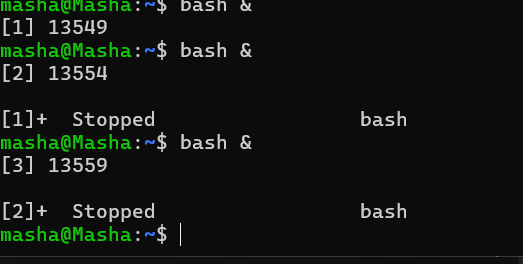 masha@Masha:~$ bash &
[1] 13549
masha@Masha:~$ bash &
[2] 13554
[1]+  Stopped                 bash
masha@Masha:~$ bash &
[3] 13559
[2]+  Stopped                 bash
masha@Masha:~$